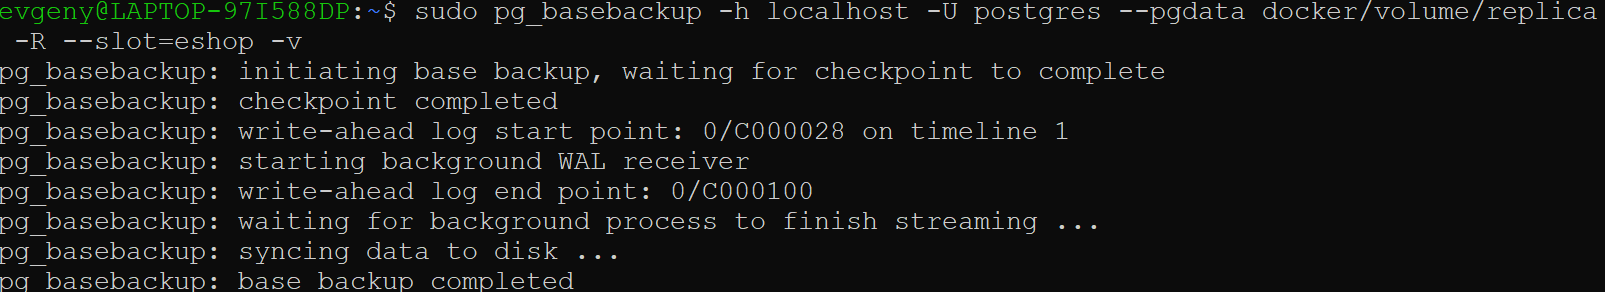 evgeny@LAPTOP-97I588DP:~$ sudo pg_basebackup -h localhost -U postgres --pgdata docker/volume/replica
-R --slot=eshop -v
pg_basebackup: initiating base backup, waiting for checkpoint to complete
pg_basebackup: checkpoint completed
pg_basebackup: write-ahead log start point: 0/C000028 on timeline 1
pg_basebackup: starting background WAL receiver
pg_basebackup: write-ahead log end point: 0/C000100
pg_basebackup: waiting for background process to finish streaming ...
pg_basebackup: syncing data to disk ...
pg_basebackup: base backup completed